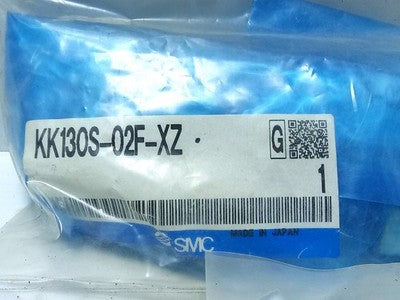 KK130S-02F-XZ .
G
1
SMC MADE IN JAPAN